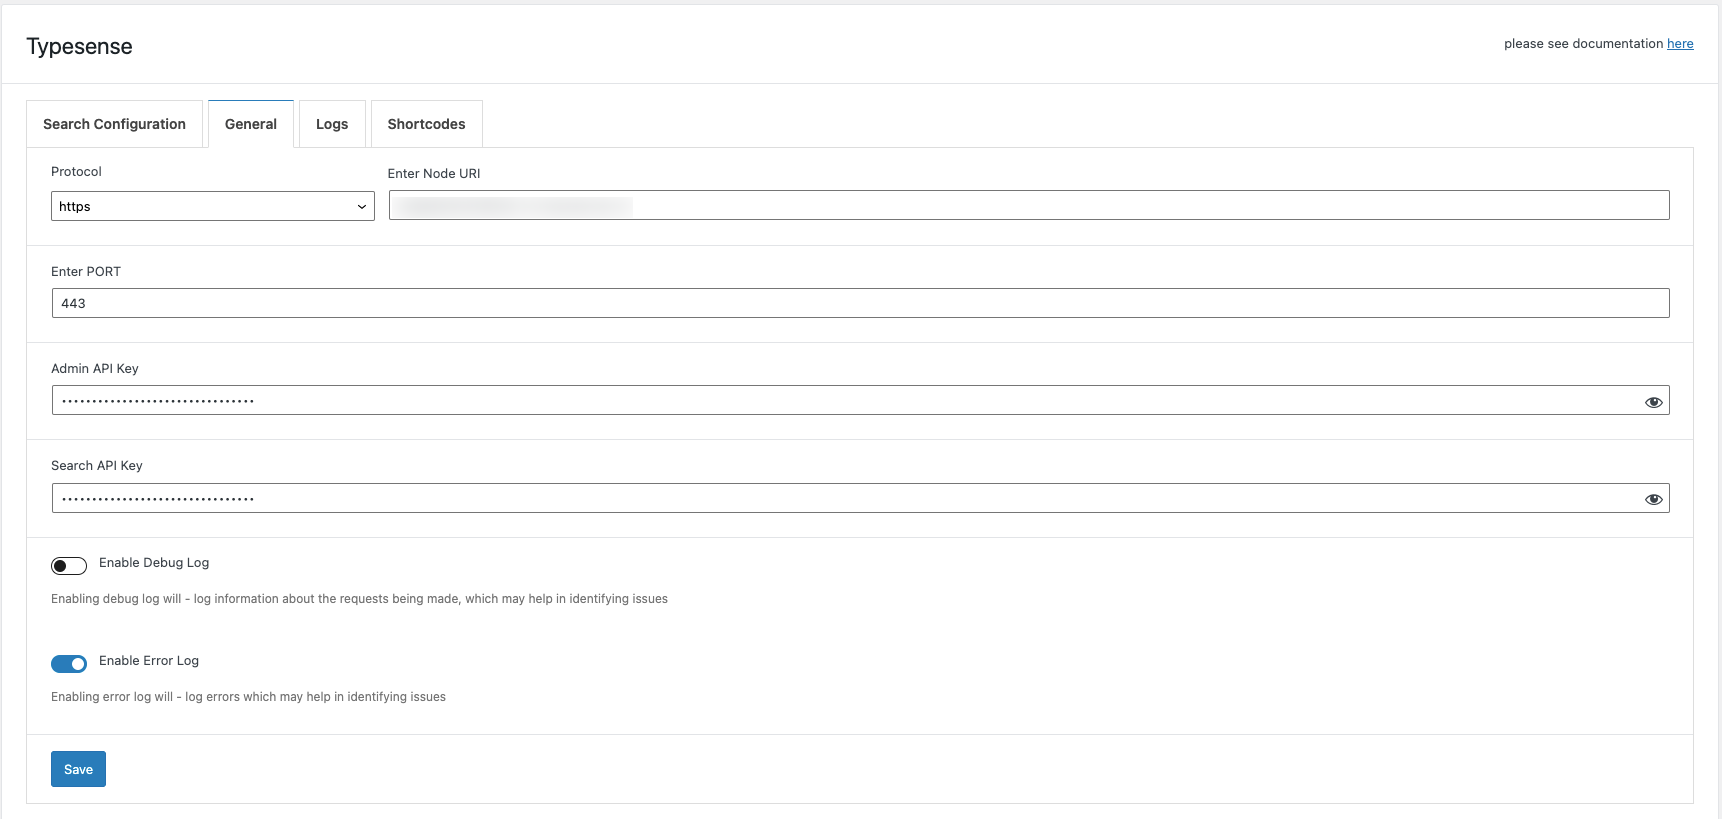 Typesense
please see documentation here
Search Configuration
General
Logs
Shortcodes
Protocol
Enter Node URI
https
Enter PORT
443
Admin API Key
••••••••••••••••••••••••••••••••
Search API Key
••••••••••••••••••••••••••••••••
Enable Debug Log
Enabling debug log will - log information about the requests being made, which may help in identifying issues
Enable Error Log
Enabling error log will - log errors which may help in identifying issues
Save